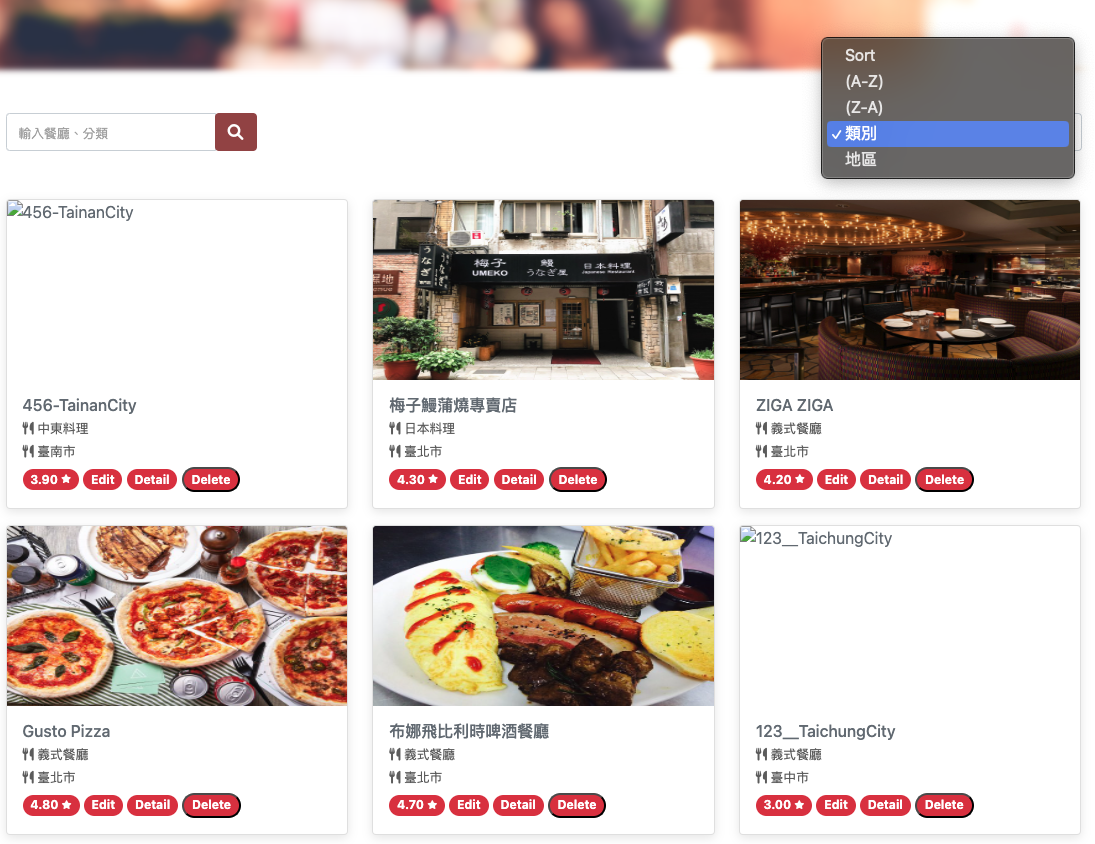 Sort
(A-Z)
(Z-A)
✓類別
地區
輸入餐廳、分類
456-TainanCity
梅子 鰻 日本料理
UMEKO うなぎ屋 Japanese Restaurant
うなぎ
456-TainanCity
中東料理
臺南市
3.90 ★ Edit Detail Delete
梅子鰻蒲燒專賣店
日本料理
臺北市
4.30 ★ Edit Detail Delete
ZIGA ZIGA
義式餐廳
臺北市
4.20 ★ Edit Detail Delete
123__TaichungCity
Gusto Pizza
義式餐廳
臺北市
4.80 ★ Edit Detail Delete
布娜飛比利時啤酒餐廳
義式餐廳
臺北市
4.70 ★ Edit Detail Delete
123__TaichungCity
義式餐廳
臺中市
3.00 ★ Edit Detail Delete